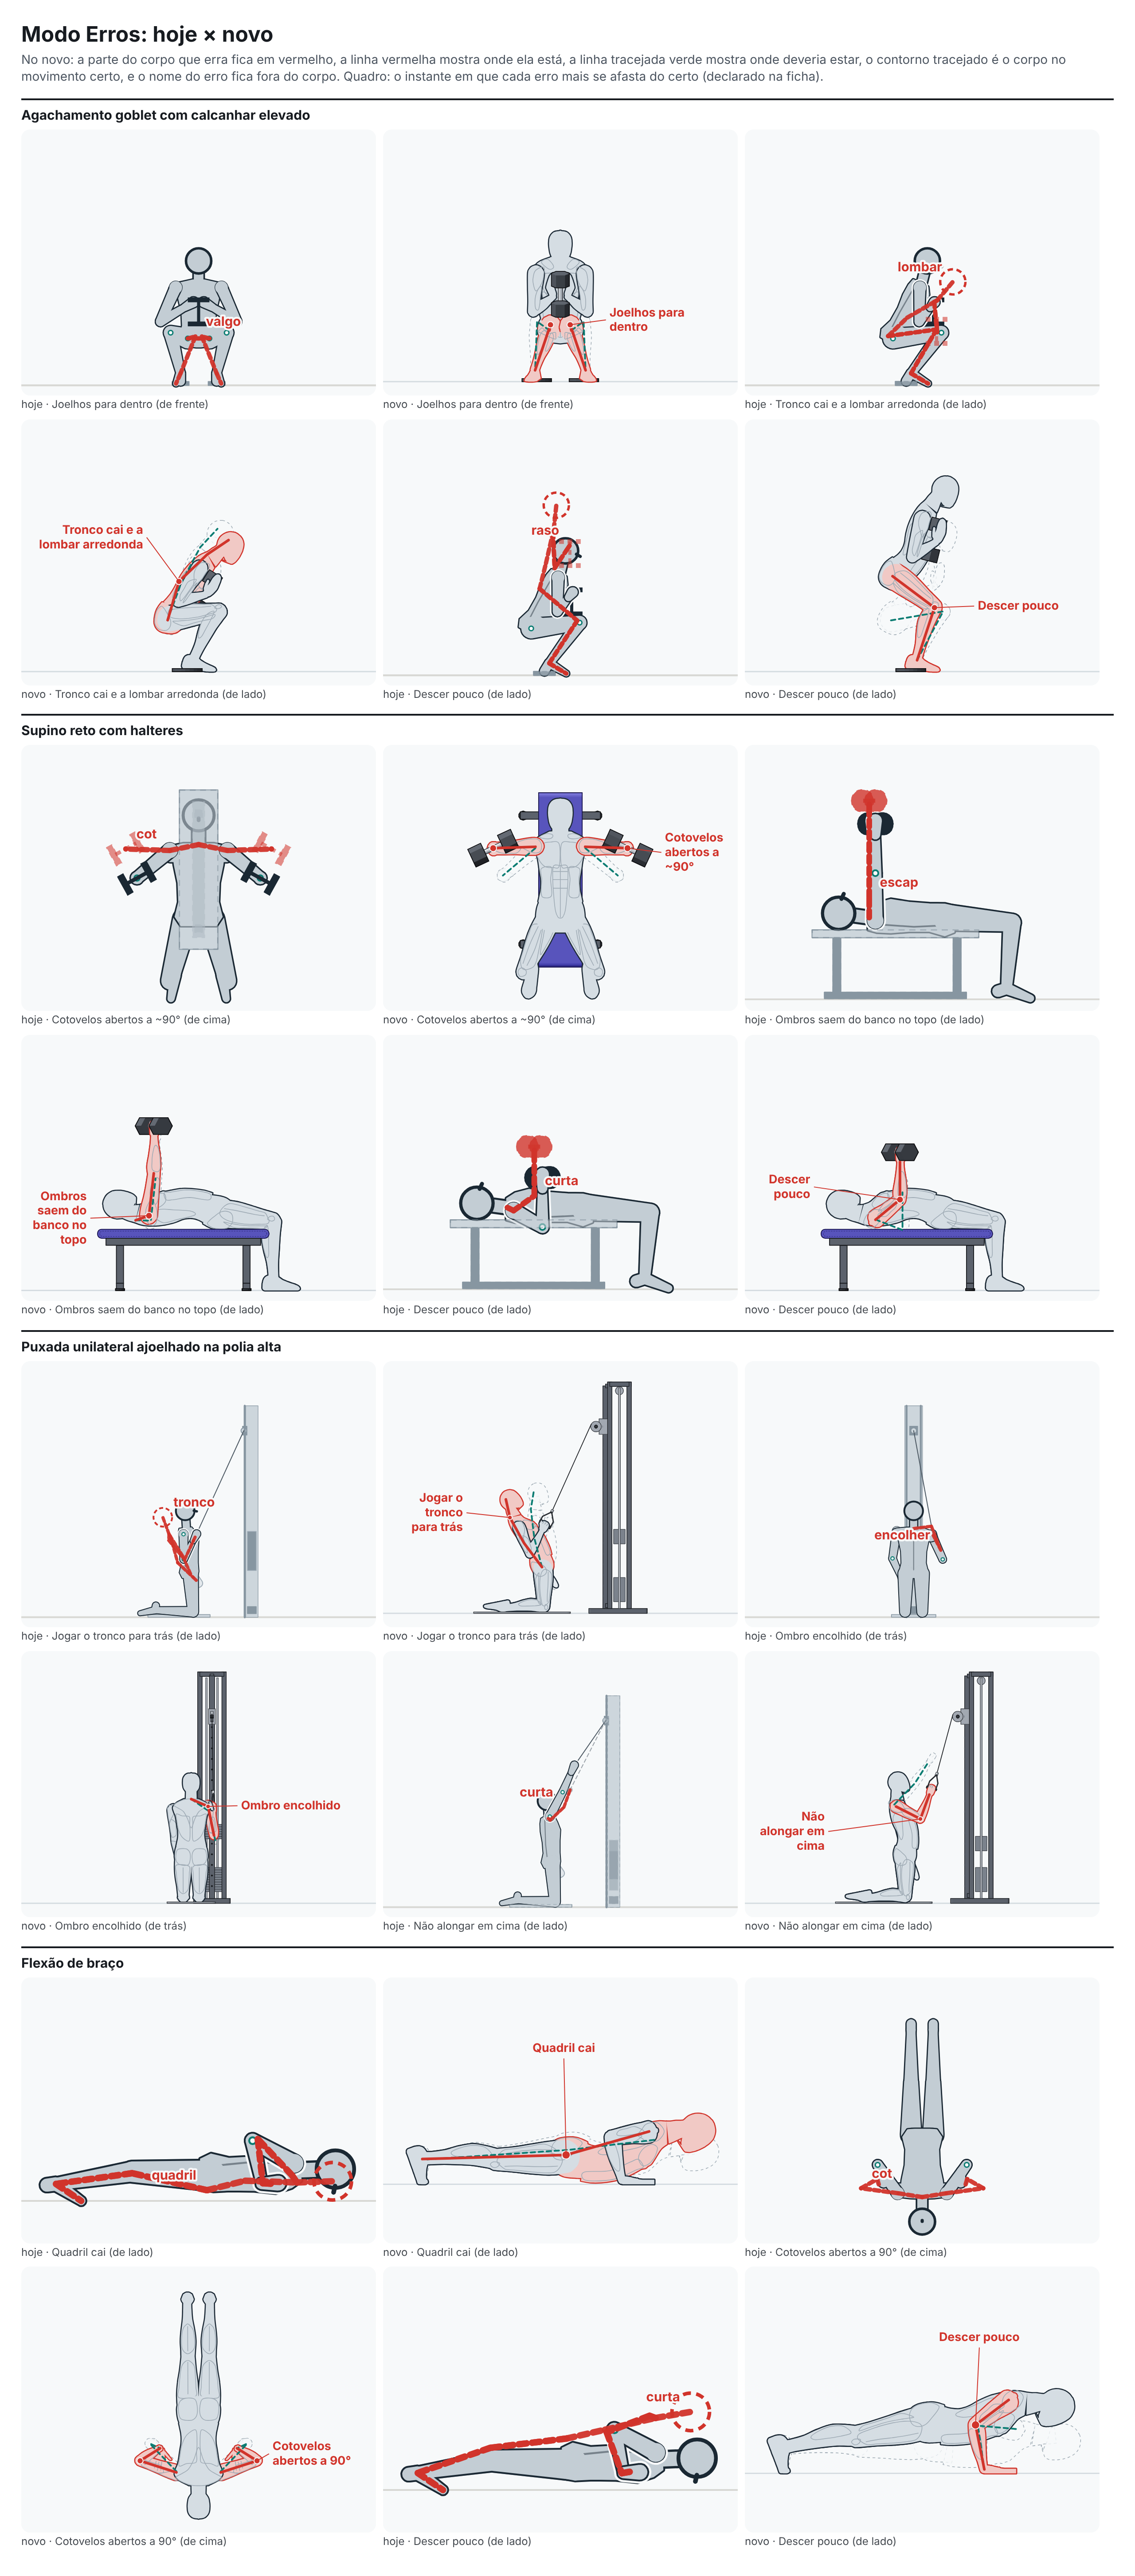 Modo Erros: hoje × novo
No novo: a parte do corpo que erra fica em vermelho, a linha vermelha mostra onde ela está, a linha tracejada verde mostra onde deveria estar, o contorno tracejado é o corpo no
movimento certo, e o nome do erro fica fora do corpo. Quadro: o instante em que cada erro mais se afasta do certo (declarado na ficha).
Agachamento goblet com calcanhar elevado
valgo
hoje · Joelhos para dentro (de frente)
Joelhos para
dentro
novo · Joelhos para dentro (de frente)
lombar
hoje · Tronco cai e a lombar arredonda (de lado)
Tronco cai e a
lombar arredonda
novo · Tronco cai e a lombar arredonda (de lado)
raso
hoje · Descer pouco (de lado)
Descer pouco
novo · Descer pouco (de lado)
Supino reto com halteres
cot
hoje · Cotovelos abertos a ~90° (de cima)
Cotovelos
abertos a
~90°
novo · Cotovelos abertos a ~90° (de cima)
escap
hoje · Ombros saem do banco no topo (de lado)
Ombros
saem do
banco no
topo
novo · Ombros saem do banco no topo (de lado)
curta
hoje · Descer pouco (de lado)
Descer
pouco
novo · Descer pouco (de lado)
Puxada unilateral ajoelhado na polia alta
tronco
hoje · Jogar o tronco para trás (de lado)
Jogar o
tronco
para trás
novo · Jogar o tronco para trás (de lado)
encolher
hoje · Ombro encolhido (de trás)
Ombro encolhido
novo · Ombro encolhido (de trás)
curta
hoje · Não alongar em cima (de lado)
Não
alongar em
cima
novo · Não alongar em cima (de lado)
Flexão de braço
quadril
hoje · Quadril cai (de lado)
Quadril cai
novo · Quadril cai (de lado)
cot
hoje · Cotovelos abertos a 90° (de cima)
Cotovelos
abertos a 90°
novo · Cotovelos abertos a 90° (de cima)
curta
hoje · Descer pouco (de lado)
Descer pouco
novo · Descer pouco (de lado)